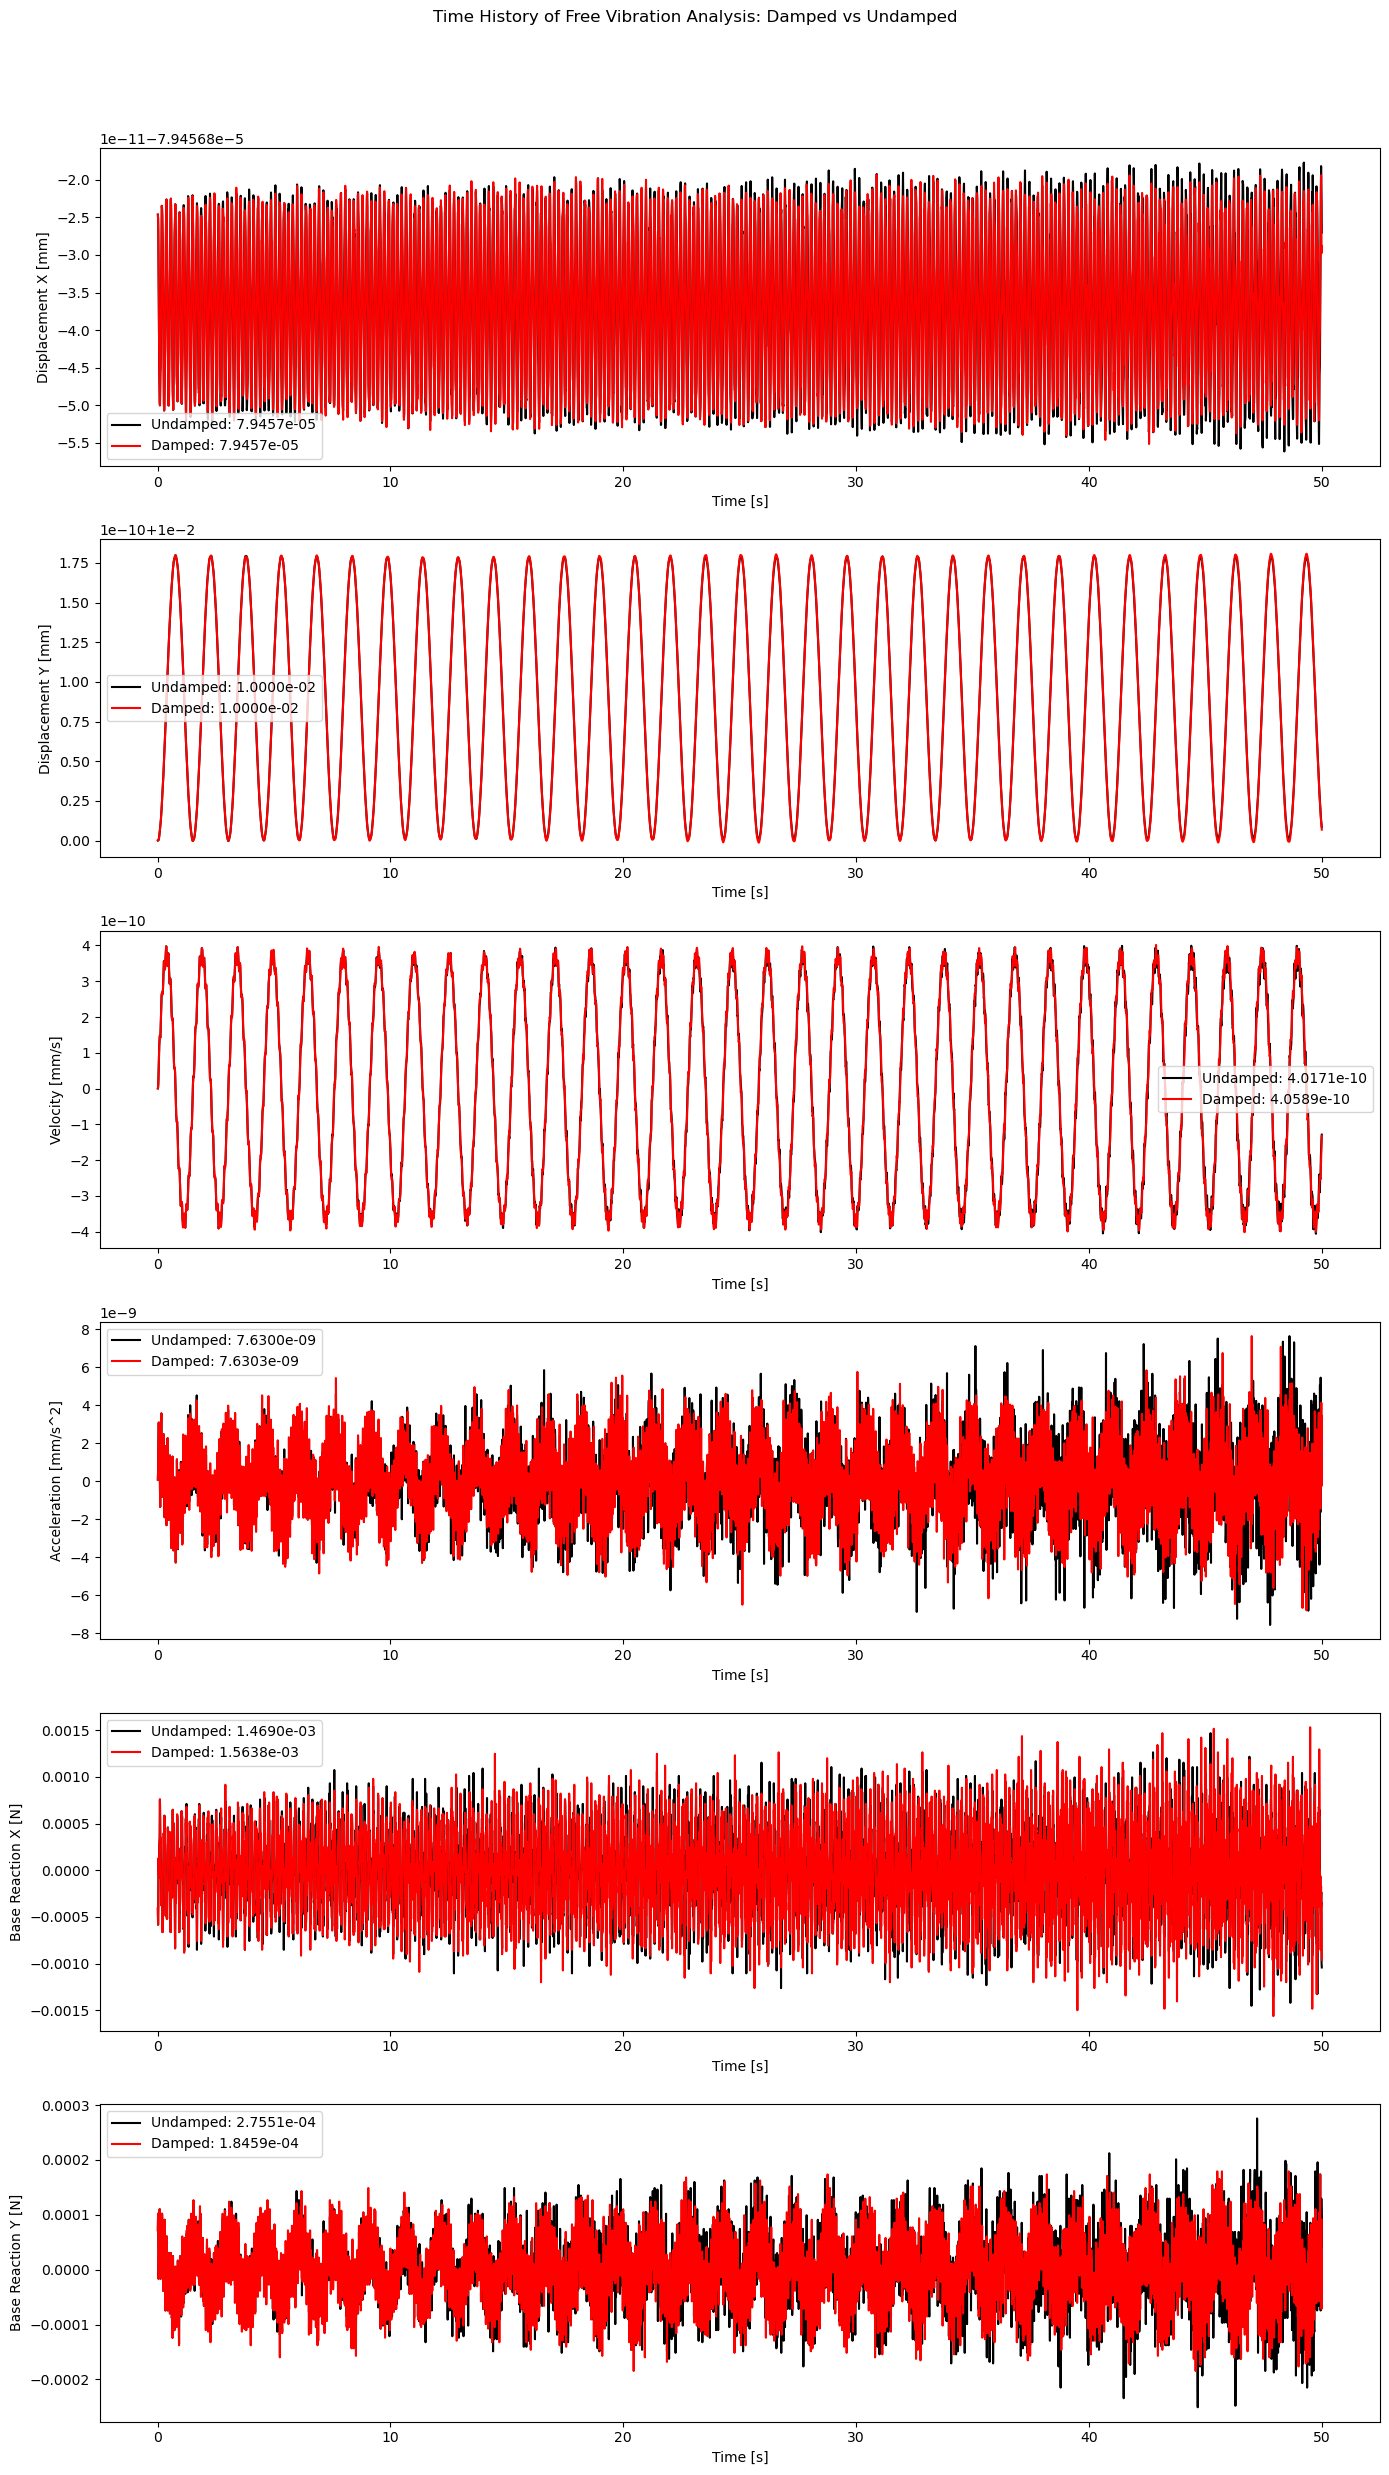 Time History of Free Vibration Analysis: Damped vs Undamped
1e−11−7.94568e−5
−2.0
−2.5
−3.0
−3.5
−4.0
−4.5
−5.0
−5.5
Displacement X [mm]
Undamped: 7.9457e-05
Damped: 7.9457e-05
0 10 20 30 40 50
Time [s]
1e−10+1e−2
1.75
1.50
1.25
1.00
0.75
0.50
0.25
0.00
Displacement Y [mm]
Undamped: 1.0000e-02
Damped: 1.0000e-02
0 10 20 30 40 50
Time [s]
1e−10
4
3
2
1
0
−1
−2
−3
−4
Velocity [mm/s]
Undamped: 4.0171e-10
Damped: 4.0589e-10
0 10 20 30 40 50
Time [s]
1e−9
8
6
4
2
0
−2
−4
−6
−8
Acceleration [mm/s^2]
Undamped: 7.6300e-09
Damped: 7.6303e-09
0 10 20 30 40 50
Time [s]
0.0015
0.0010
0.0005
0.0000
−0.0005
−0.0010
−0.0015
Base Reaction X [N]
Undamped: 1.4690e-03
Damped: 1.5638e-03
0 10 20 30 40 50
Time [s]
0.0003
0.0002
0.0001
0.0000
−0.0001
−0.0002
Base Reaction Y [N]
Undamped: 2.7551e-04
Damped: 1.8459e-04
0 10 20 30 40 50
Time [s]